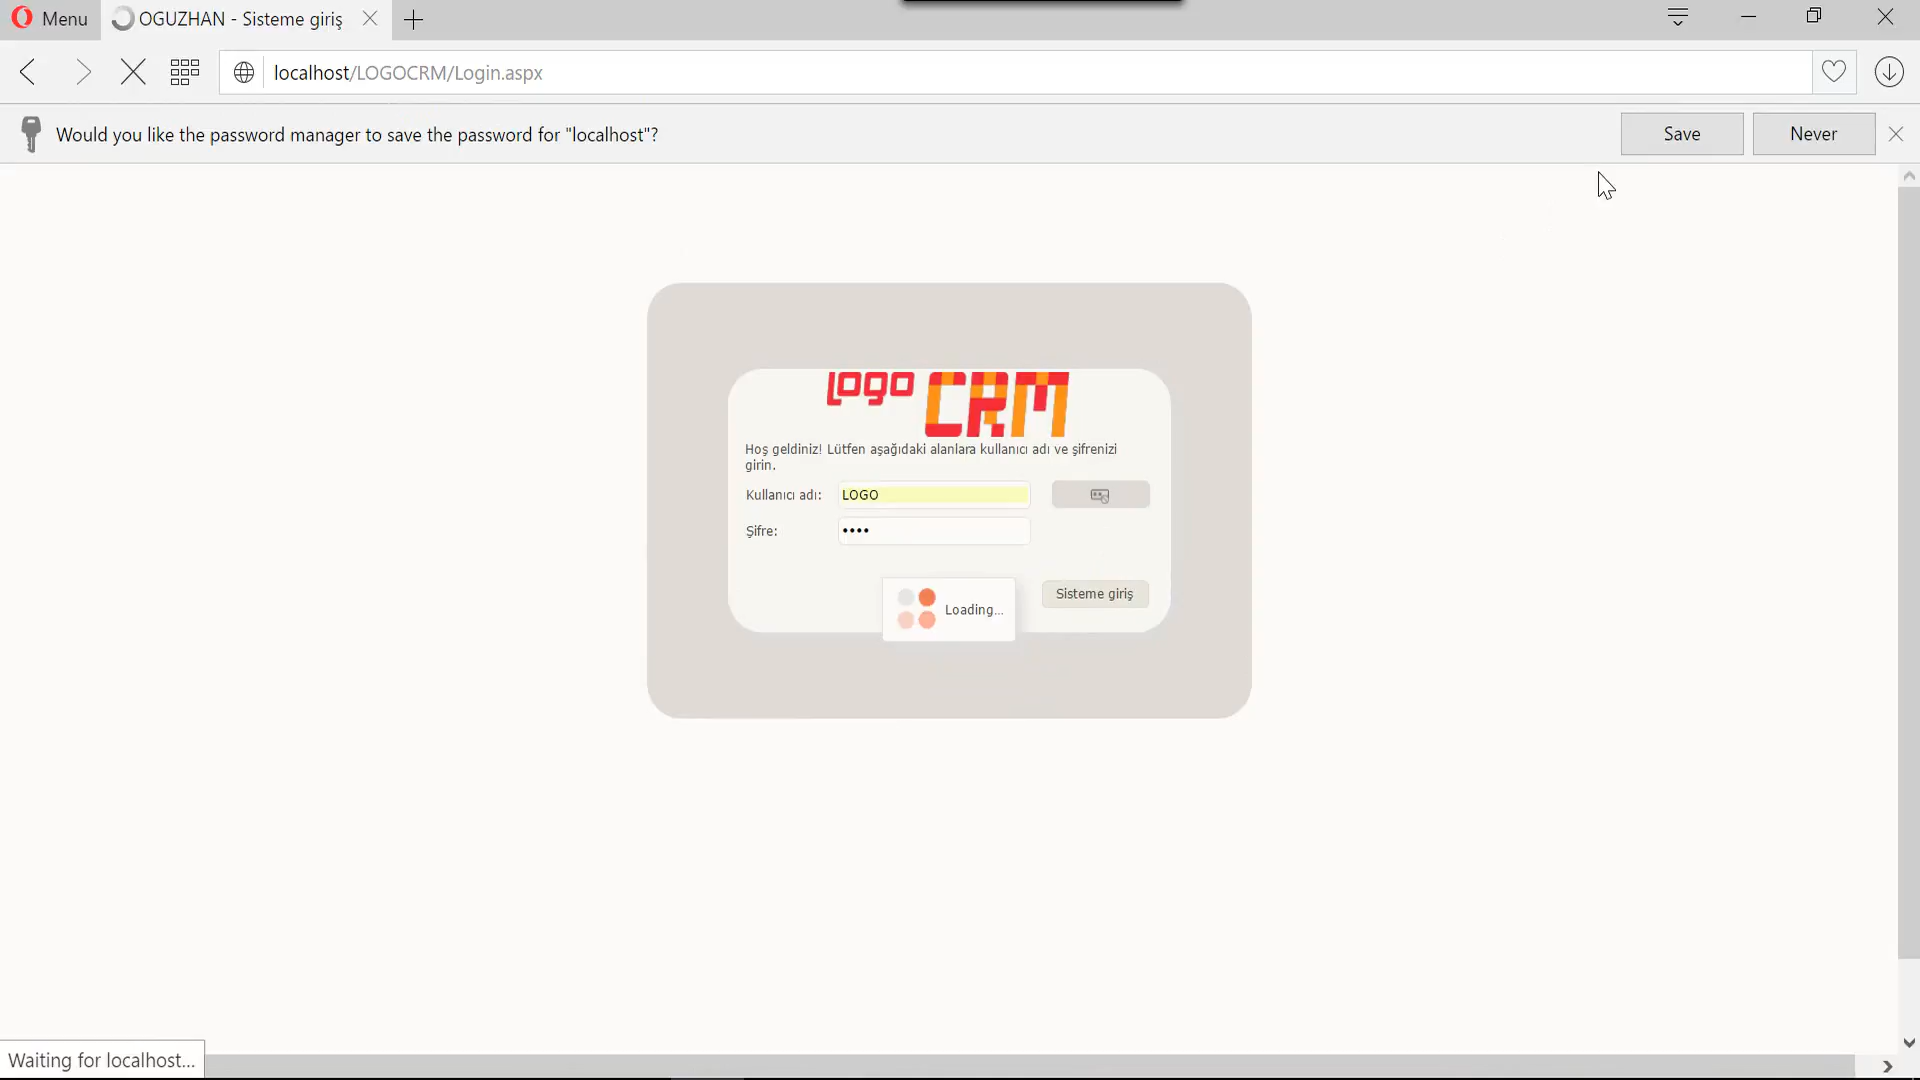 Menu
OGUZHAN - Sisteme giriş
localhost/LOGOCRM/Login.aspx
Would you like the password manager to save the password for "localhost"?
Save
Never
logo CRM
Hoş geldiniz! Lütfen aşağıdaki alanlara kullanıcı adı ve şifrenizi
girin.
Kullanıcı adı:
LOGO
Şifre:
••••
Loading...
Sisteme giriş
Waiting for localhost...